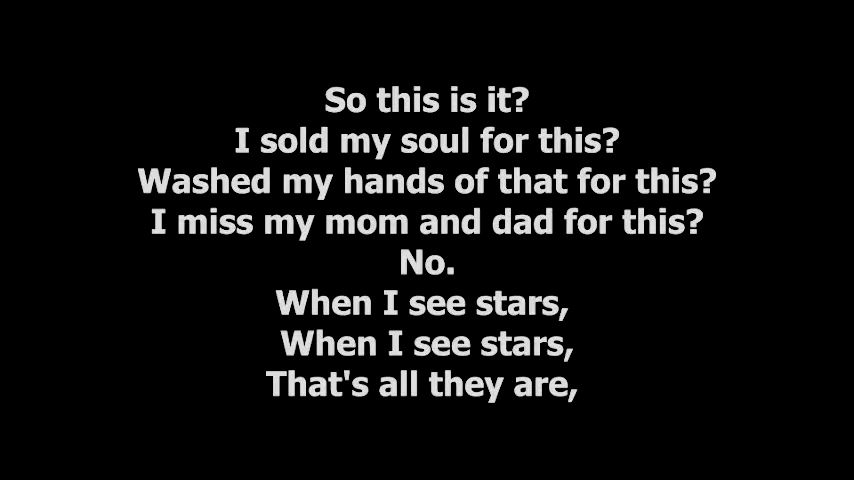 So this is it?
I sold my soul for this?
Washed my hands of that for this?
I miss my mom and dad for this?
No.
When I see stars,
When I see stars,
That's all they are,